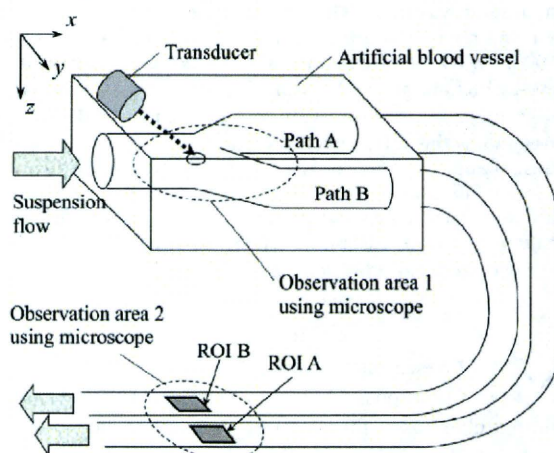 x
y
z
Transducer
Artificial blood vessel
Path A
Path B
Suspension
flow
Observation area 1
using microscope
Observation area 2
using microscope
ROI B
ROI A